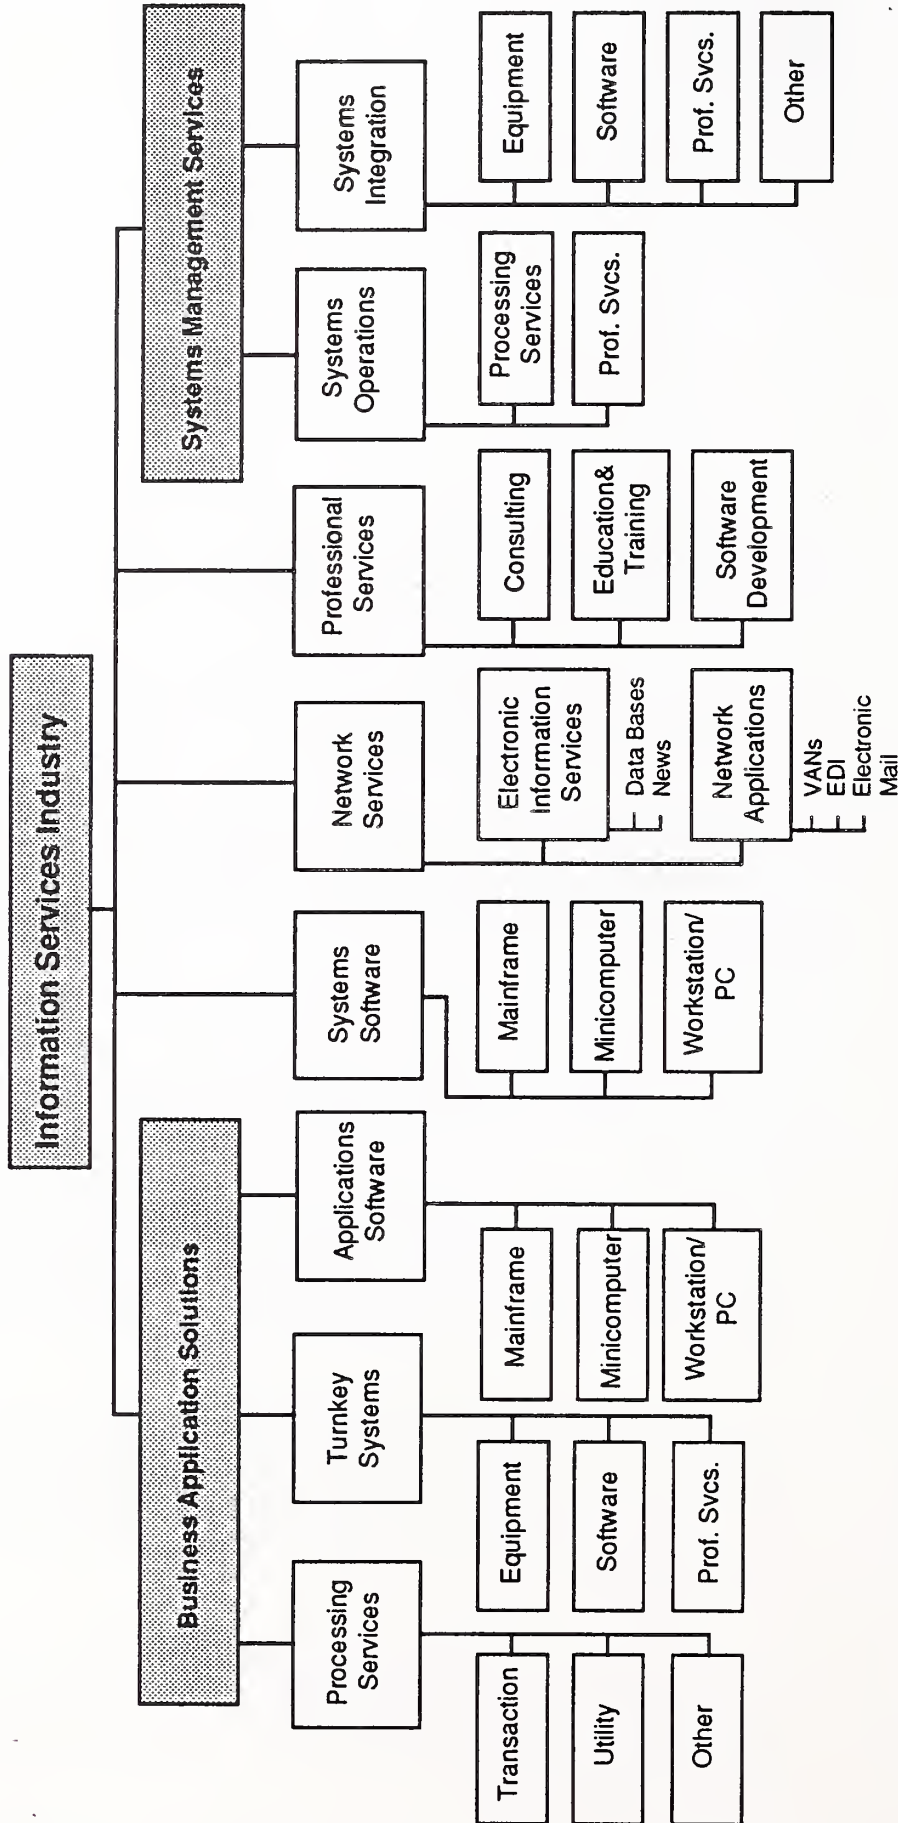 Information Services Industry
Business Application Solutions
Systems Management Services
Processing
Services
Turnkey
Systems
Applications
Software
Systems
Software
Network
Services
Professional
Services
Systems
Operations
Systems
Integration
Transaction
Utility
Other
Equipment
Software
Prof. Svcs.
Mainframe
Minicomputer
Workstation/
PC
Mainframe
Minicomputer
Workstation/
PC
Electronic
Information
Services
Data Bases
News
Network
Applications
VANs
EDI
Electronic
Mail
Consulting
Education&
Training
Software
Development
Processing
Services
Prof. Svcs.
Equipment
Software
Prof. Svcs.
Other